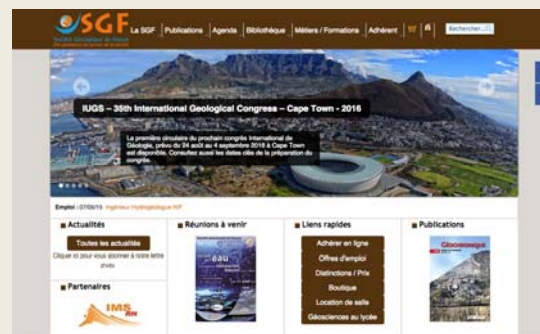 SGF
La SGF Publications Agenda Bibliothèque Métiers / Formations Adhérent
Rechercher...
IUGS – 35th International Geological Congress – Cape Town - 2016
La première circulaire du prochain congrès international de
Géologie, prévu du 24 août au 4 septembre 2016 à Cape Town
est disponible. Consultez aussi les dates clés de la préparation du
congrès.
Emploi : 07/09/15 Ingénieur Hydrogéologue H/F
Actualités
Toutes les actualités
Cliquer ici pour vous abonner à notre lettre
d'info
Partenaires
IMS
RN
Réunions à venir
eau
Liens rapides
Adhérer en ligne
Offres d'emploi
Distinctions / Prix
Boutique
Location de salle
Géosciences au lycée
Publications
Géochronique